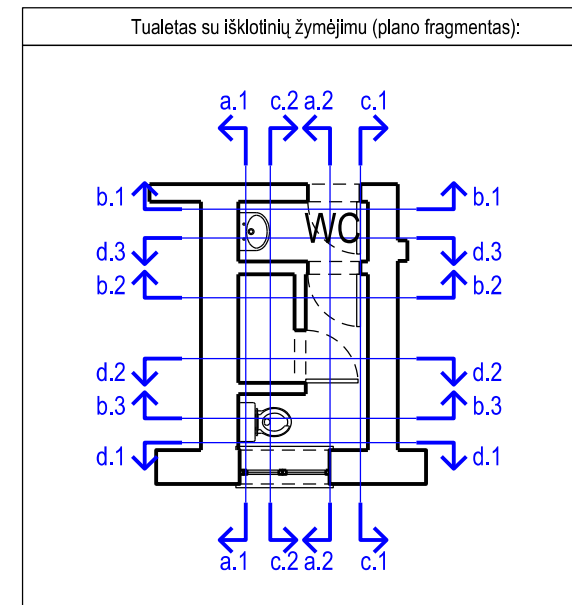 Tualetas su išklotinių žymėjimu (plano fragmentas):
a.1 c.2 a.2 c.1
b.1 b.1
WC
d.3 d.3
b.2 b.2
d.2 d.2
b.3 b.3
d.1 d.1
a.1 c.2 a.2 c.1